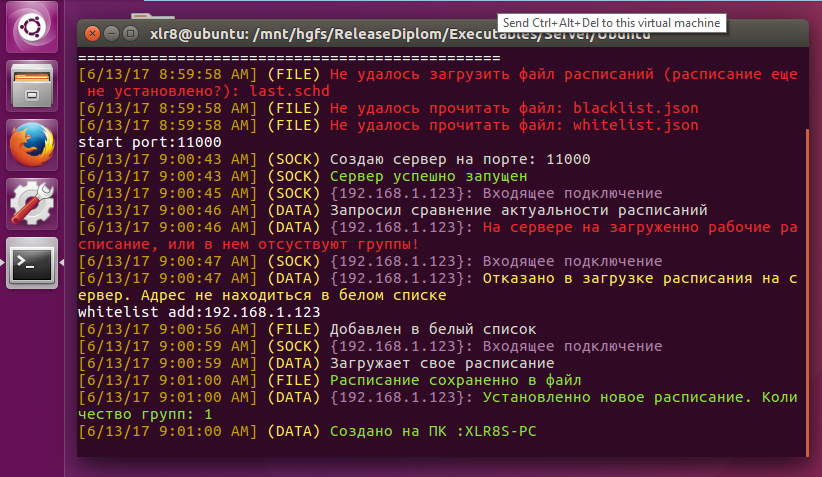 Send Ctrl+Alt+Del to this virtual machine
xlr8@ubuntu: /mnt/hgfs/ReleaseDiplom/Executables/Server/Ubuntu
===============================================
[6/13/17 8:59:58 AM] (FILE) Не удалось загрузить файл расписаний (расписание еще
не установлено?): last.schd
[6/13/17 8:59:58 AM] (FILE) Не удалось прочитать файл: blacklist.json
[6/13/17 8:59:58 AM] (FILE) Не удалось прочитать файл: whitelist.json
start port:11000
[6/13/17 9:00:43 AM] (SOCK) Создаю сервер на порте: 11000
[6/13/17 9:00:43 AM] (SOCK) Сервер успешно запущен
[6/13/17 9:00:45 AM] (SOCK) {192.168.1.123}: Входящее подключение
[6/13/17 9:00:46 AM] (DATA) Запросил сравнение актуальности расписаний
[6/13/17 9:00:46 AM] (DATA) {192.168.1.123}: На сервере на загруженно рабочие ра
списание, или в нем отсуствуют группы!
[6/13/17 9:00:47 AM] (SOCK) {192.168.1.123}: Входящее подключение
[6/13/17 9:00:47 AM] (DATA) {192.168.1.123}: Отказано в загрузке расписания на с
ервер. Адрес не находиться в белом списке
whitelist add:192.168.1.123
[6/13/17 9:00:56 AM] (FILE) Добавлен в белый список
[6/13/17 9:00:59 AM] (SOCK) {192.168.1.123}: Входящее подключение
[6/13/17 9:00:59 AM] (DATA) Загружает свое расписание
[6/13/17 9:01:00 AM] (FILE) Расписание сохраненно в файл
[6/13/17 9:01:00 AM] (DATA) {192.168.1.123}: Установленно новое расписание. Коли
чество групп: 1
[6/13/17 9:01:00 AM] (DATA) Создано на ПК :XLR8S-PC